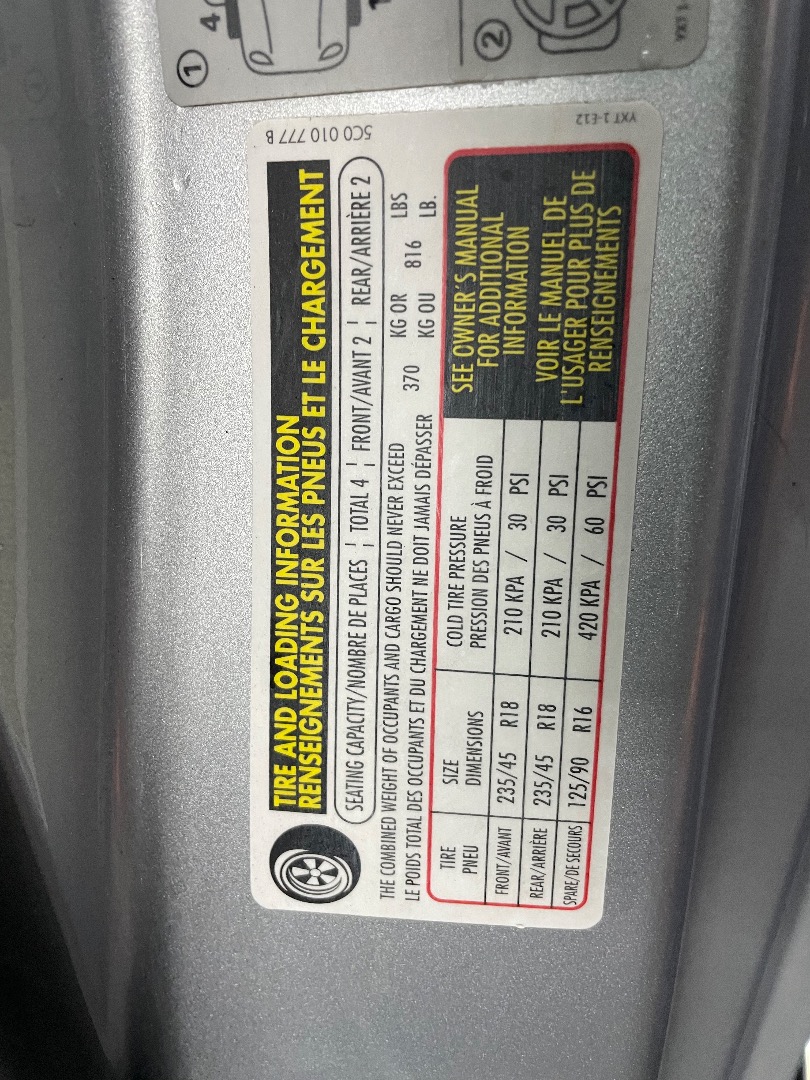 1
4
2
YXT 1-
5C0 010 777 B
YXT 1-E12
TIRE AND LOADING INFORMATION
RENSEIGNEMENTS SUR LES PNEUS ET LE CHARGEMENT
SEATING CAPACITY/NOMBRE DE PLACES ¦ TOTAL 4 ¦ FRONT/AVANT 2 ¦ REAR/ARRIÈRE 2
THE COMBINED WEIGHT OF OCCUPANTS AND CARGO SHOULD NEVER EXCEED 370 KG OR 816 LBS
LE POIDS TOTAL DES OCCUPANTS ET DU CHARGEMENT NE DOIT JAMAIS DÉPASSER KG OU LB.
TIRE SIZE COLD TIRE PRESSURE
PNEU DIMENSIONS PRESSION DES PNEUS À FROID
FRONT/AVANT 235/45 R18 210 KPA / 30 PSI
REAR/ARRIÈRE 235/45 R18 210 KPA / 30 PSI
SPARE/DE SECOURS 125/90 R16 420 KPA / 60 PSI
SEE OWNER'S MANUAL
FOR ADDITIONAL
INFORMATION
VOIR LE MANUEL DE
L'USAGER POUR PLUS DE
RENSEIGNEMENTS